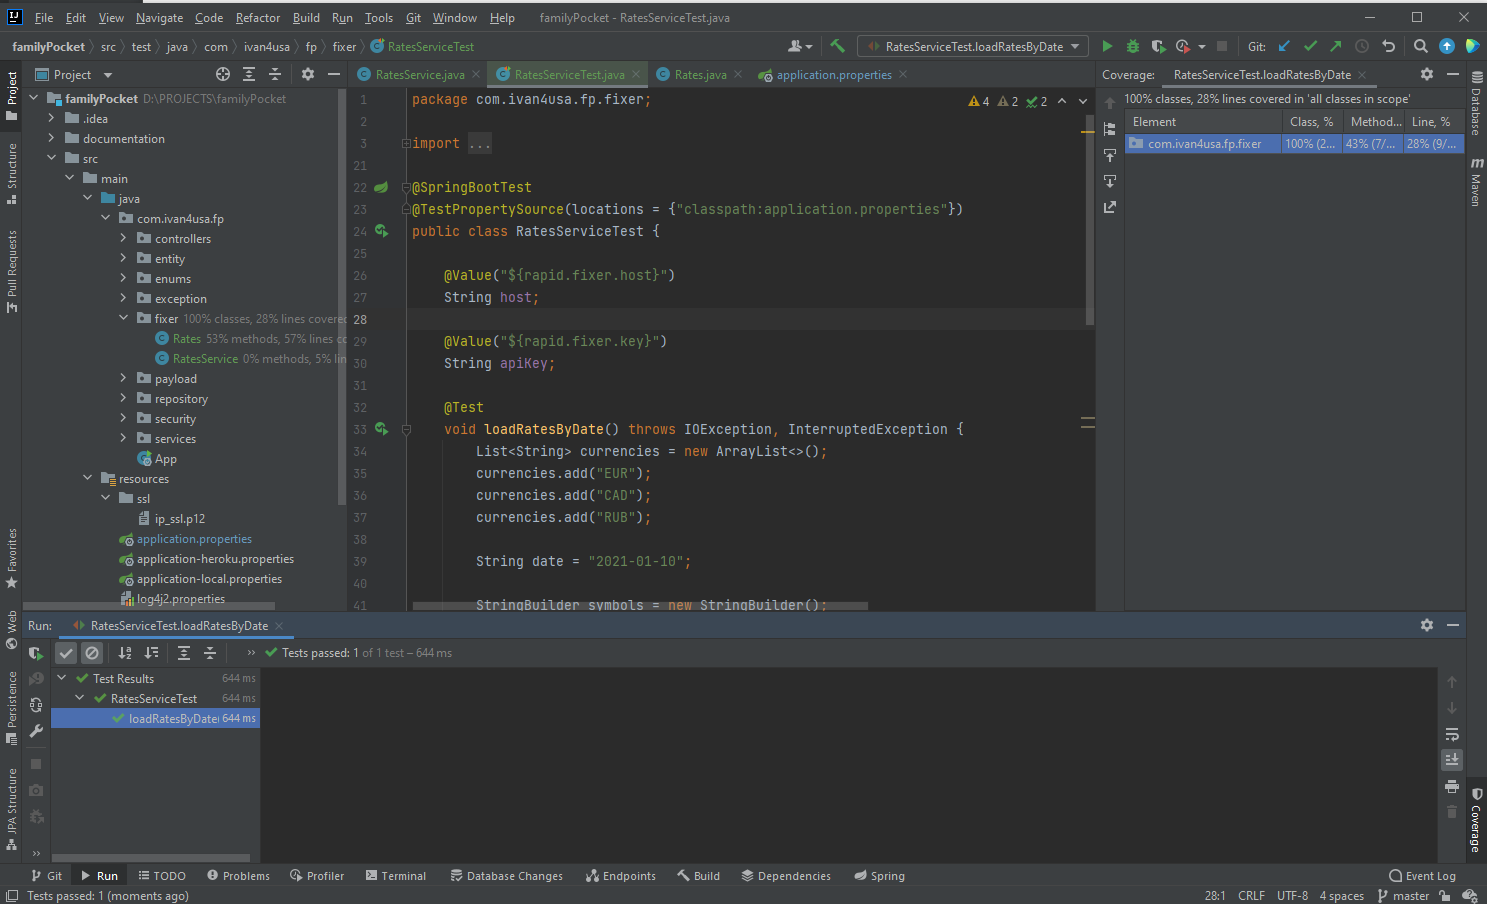 File Edit View Navigate Code Refactor Build Run Tools Git Window Help familyPocket - RatesServiceTest.java
familyPocket src test java com ivan4usa fp fixer RatesServiceTest
RatesServiceTest.loadRatesByDate
Git:
Project
RatesService.java RatesServiceTest.java Rates.java application.properties
Coverage: RatesServiceTest.loadRatesByDate
Project
Structure
Pull Requests
Favorites
Web
Persistence
JPA Structure
familyPocket D:\PROJECTS\familyPocket
.idea
documentation
src
main
java
com.ivan4usa.fp
controllers
entity
enums
exception
fixer 100% classes, 28% lines covered
Rates 53% methods, 57% lines co
RatesService 0% methods, 5% lin
payload
repository
security
services
App
resources
ssl
ip_ssl.p12
application.properties
application-heroku.properties
application-local.properties
log4j2.properties
4 2 2
1 package com.ivan4usa.fp.fixer;
2
3 import ...
21
22 @SpringBootTest
23 @TestPropertySource(locations = {"classpath:application.properties"})
24 public class RatesServiceTest {
25
26 @Value("${rapid.fixer.host}")
27 String host;
28
29 @Value("${rapid.fixer.key}")
30 String apiKey;
31
32 @Test
33 void loadRatesByDate() throws IOException, InterruptedException {
34 List<String> currencies = new ArrayList<>();
35 currencies.add("EUR");
36 currencies.add("CAD");
37 currencies.add("RUB");
38
39 String date = "2021-01-10";
40
41 StringBuilder symbols = new StringBuilder();
100% classes, 28% lines covered in 'all classes in scope'
Element Class, % Method... Line, %
com.ivan4usa.fp.fixer 100% (2... 43% (7/... 28% (9/...
Database
Maven
Coverage
Run: RatesServiceTest.loadRatesByDate
Tests passed: 1 of 1 test – 644 ms
Test Results 644 ms
RatesServiceTest 644 ms
loadRatesByDate( 644 ms
Git Run TODO Problems Profiler Terminal Database Changes Endpoints Build Dependencies Spring Event Log
Tests passed: 1 (moments ago) 28:1 CRLF UTF-8 4 spaces master